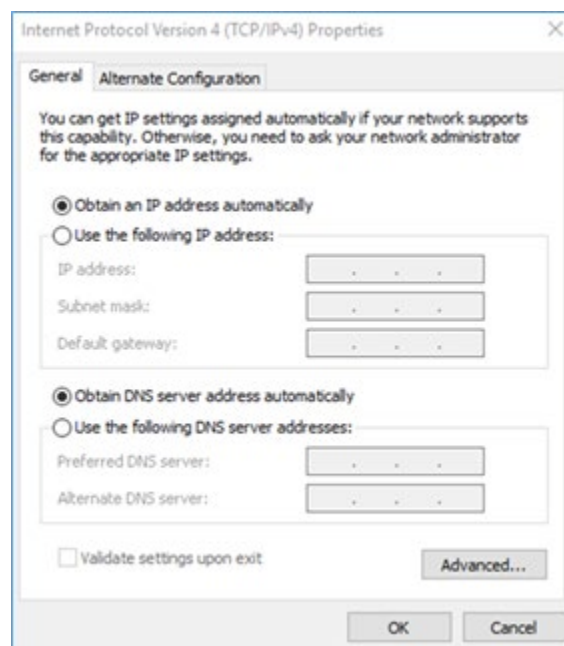 Internet Protocol Version 4 (TCP/IPv4) Properties
General
Alternate Configuration
You can get IP settings assigned automatically if your network supports
this capability. Otherwise, you need to ask your network administrator
for the appropriate IP settings.
Obtain an IP address automatically
Use the following IP address:
IP address:
Subnet mask:
Default gateway:
Obtain DNS server address automatically
Use the following DNS server addresses:
Preferred DNS server:
Alternate DNS server:
Validate settings upon exit
Advanced...
OK
Cancel